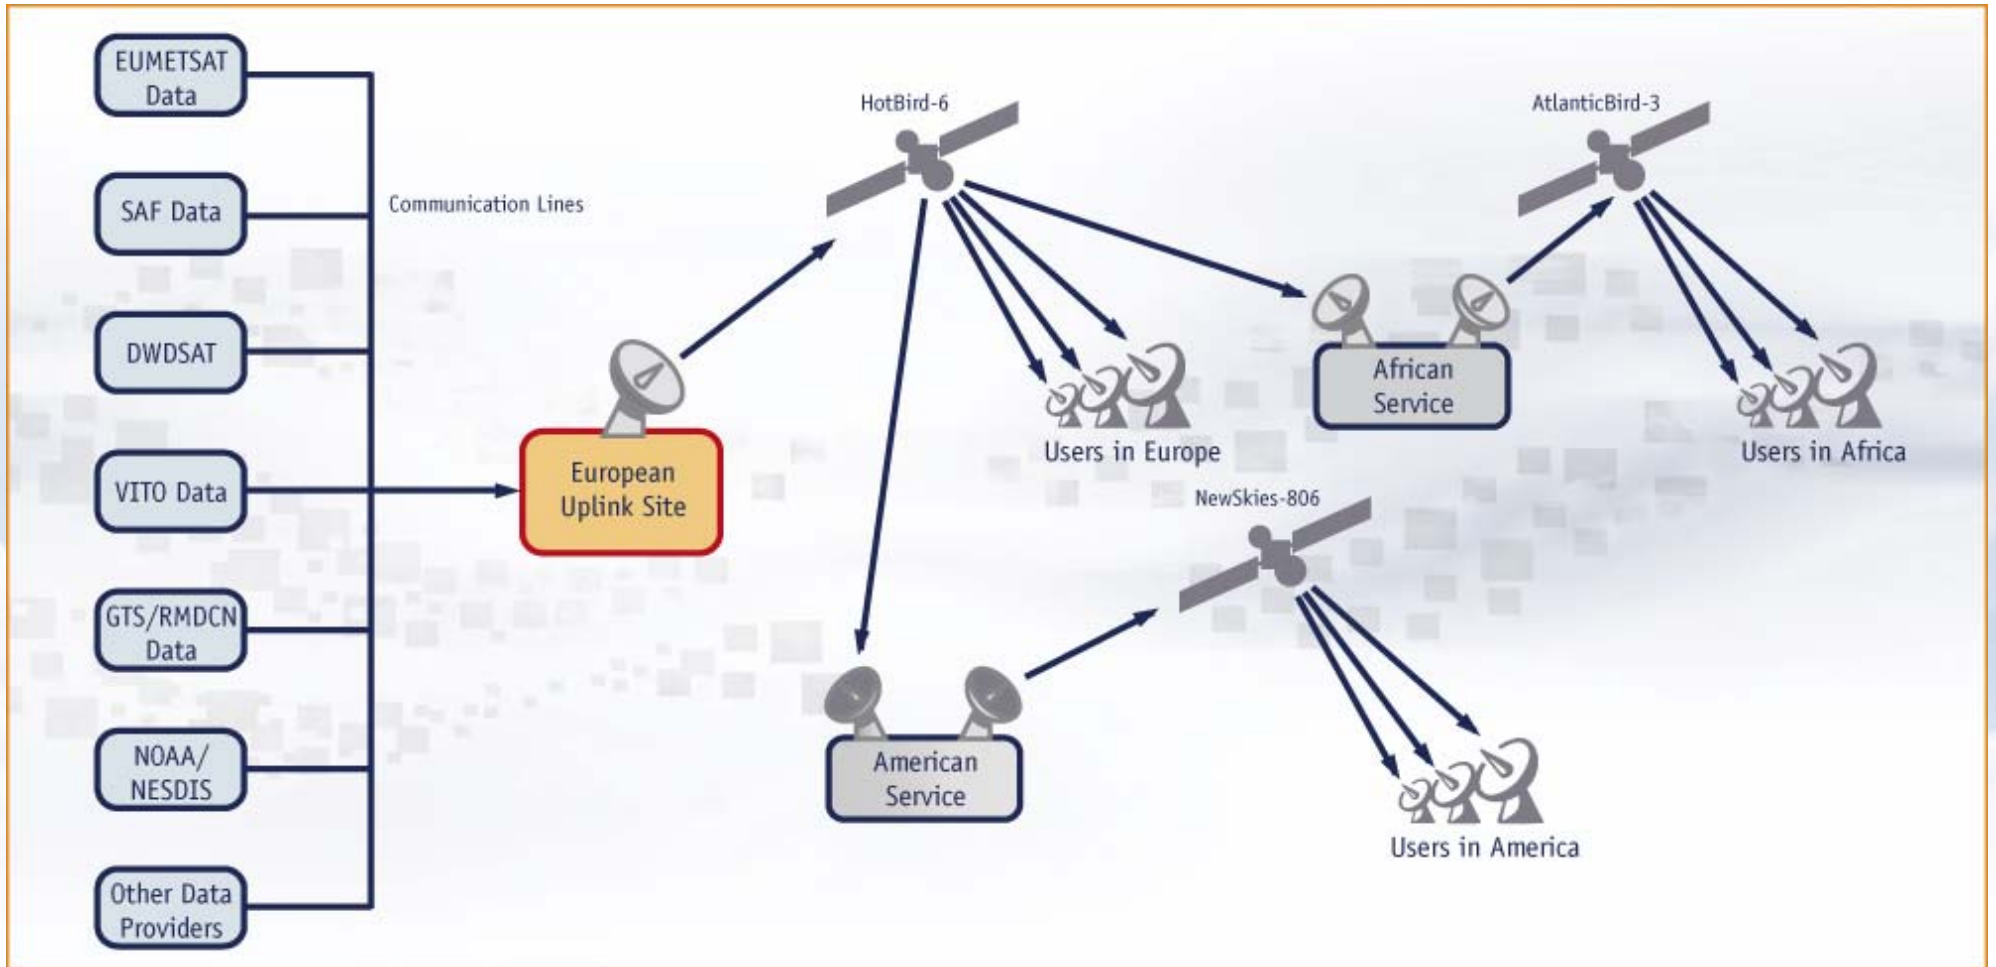 EUMETSAT
Data
SAF Data
DWDSAT
VITO Data
GTS/RMDCN
Data
NOAA/
NESDIS
Other Data
Providers
Communication Lines
European
Uplink Site
HotBird-6
Users in Europe
African
Service
AtlanticBird-3
Users in Africa
American
Service
NewSkies-806
Users in America